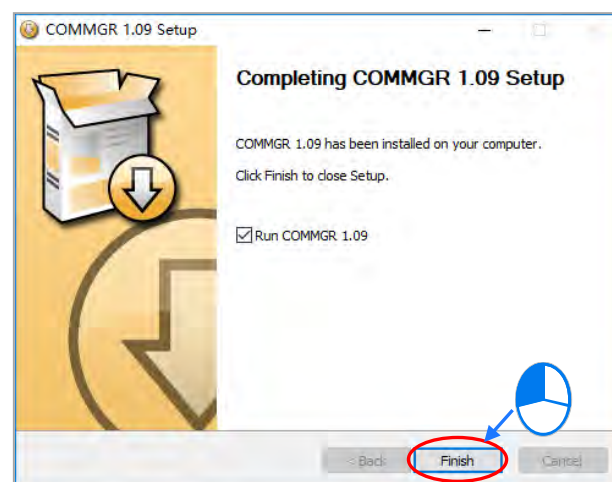 COMMGR 1.09 Setup
Completing COMMGR 1.09 Setup
COMMGR 1.09 has been installed on your computer.
Click Finish to close Setup.
Run COMMGR 1.09
< Back Finish Cancel